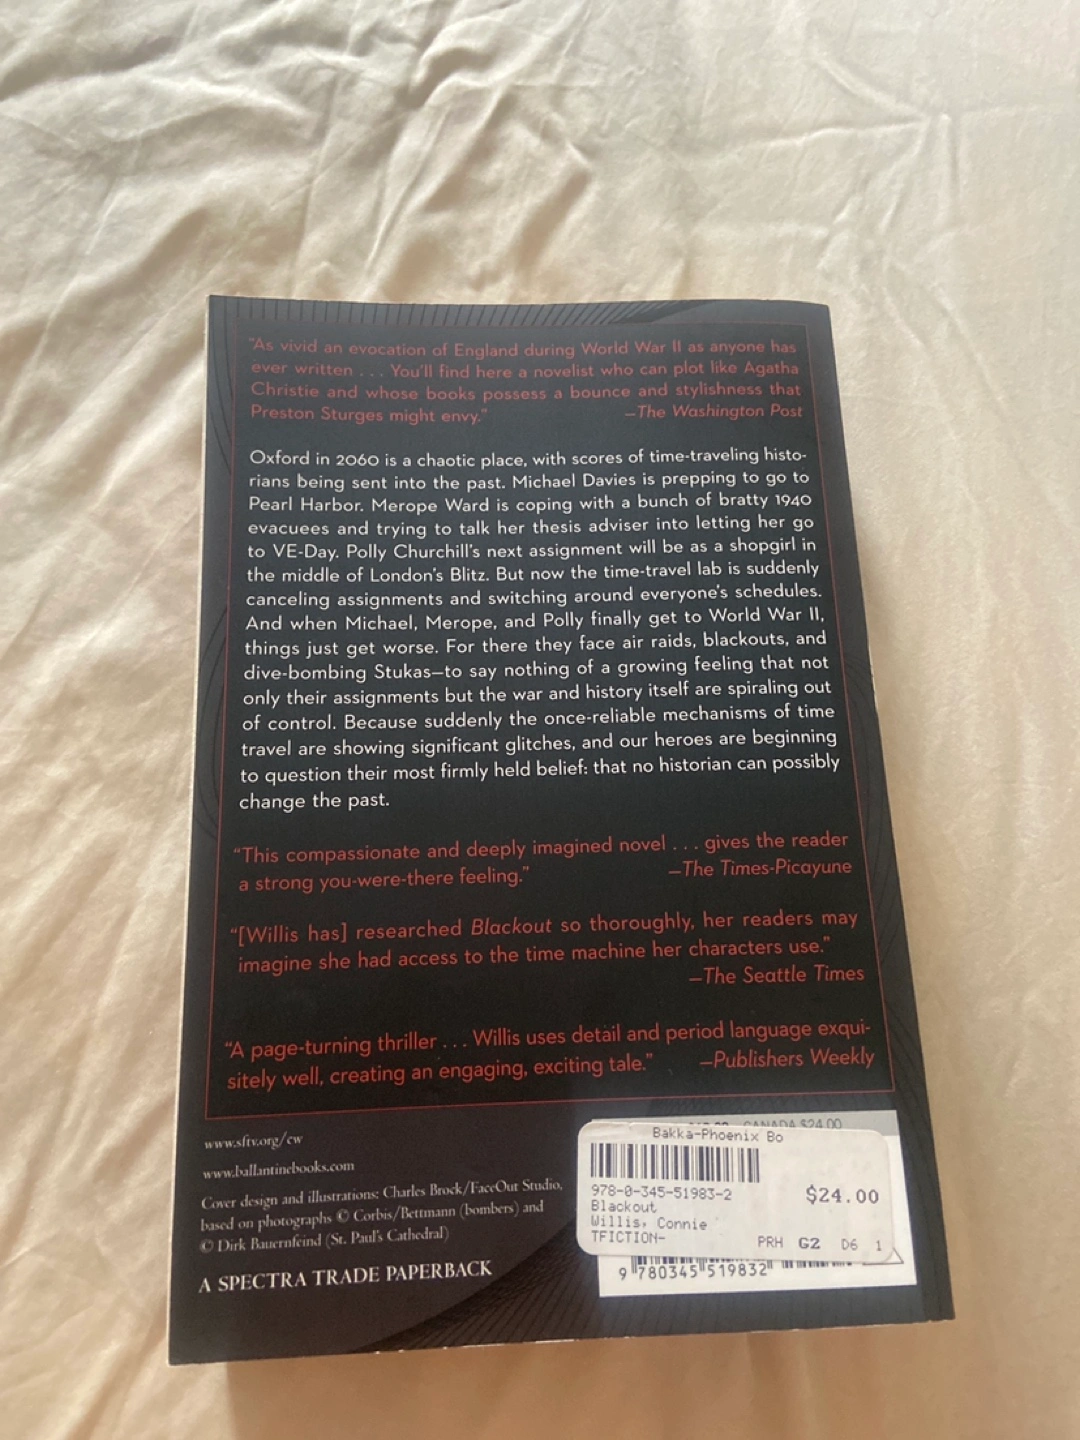 "As vivid an evocation of England during World War II as anyone has
ever written . . . You'll find here a novelist who can plot like Agatha
Christie and whose books possess a bounce and stylishness that
Preston Sturges might envy." —The Washington Post
Oxford in 2060 is a chaotic place, with scores of time-traveling histo-
rians being sent into the past. Michael Davies is prepping to go to
Pearl Harbor. Merope Ward is coping with a bunch of bratty 1940
evacuees and trying to talk her thesis adviser into letting her go
to VE-Day. Polly Churchill's next assignment will be as a shopgirl in
the middle of London's Blitz. But now the time-travel lab is suddenly
canceling assignments and switching around everyone's schedules.
And when Michael, Merope, and Polly finally get to World War II,
things just get worse. For there they face air raids, blackouts, and
dive-bombing Stukas—to say nothing of a growing feeling that not
only their assignments but the war and history itself are spiraling out
of control. Because suddenly the once-reliable mechanisms of time
travel are showing significant glitches, and our heroes are beginning
to question their most firmly held belief: that no historian can possibly
change the past.
"This compassionate and deeply imagined novel . . . gives the reader
a strong you-were-there feeling." —The Times-Picayune
"[Willis has] researched Blackout so thoroughly, her readers may
imagine she had access to the time machine her characters use."
—The Seattle Times
"A page-turning thriller . . . Willis uses detail and period language exqui-
sitely well, creating an engaging, exciting tale." —Publishers Weekly
www.sftv.org/cw
www.ballantinebooks.com
Cover design and illustrations: Charles Brock/FaceOut Studio,
based on photographs © Corbis/Bettmann (bombers) and
© Dirk Bauernfeind (St. Paul's Cathedral)
A SPECTRA TRADE PAPERBACK
CANADA $24.00
Bakka-Phoenix Bo
978-0-345-51983-2 $24.00
Blackout
Willis, Connie
TFICTION-
PRH G2 D6 1
9 780345 519832